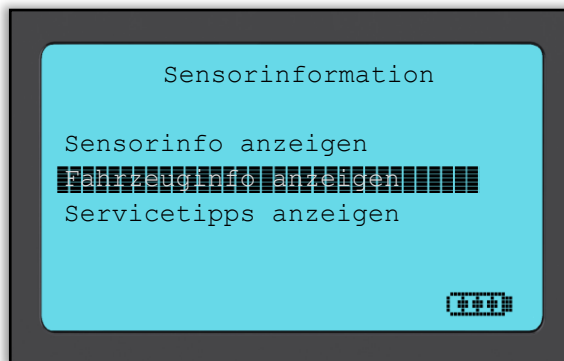 Sensorinformation
Sensorinfo anzeigen
Fahrzeuginfo anzeigen
Servicetipps anzeigen